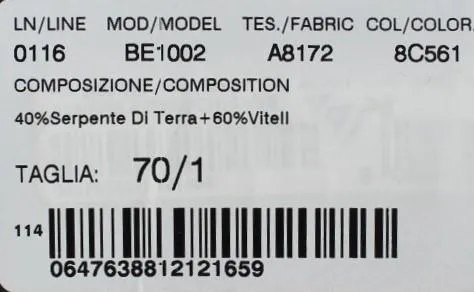 LN/LINE MOD/MODEL TES./FABRIC COL/COLOR.
0116 BE1002 A8172 8C561
COMPOSIZIONE/COMPOSITION
40%Serpente Di Terra+60%Vitell
TAGLIA: 70/1
114
0647638812121659